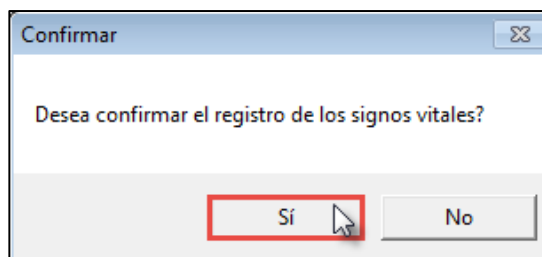 Confirmar
Desea confirmar el registro de los signos vitales?
Sí
No